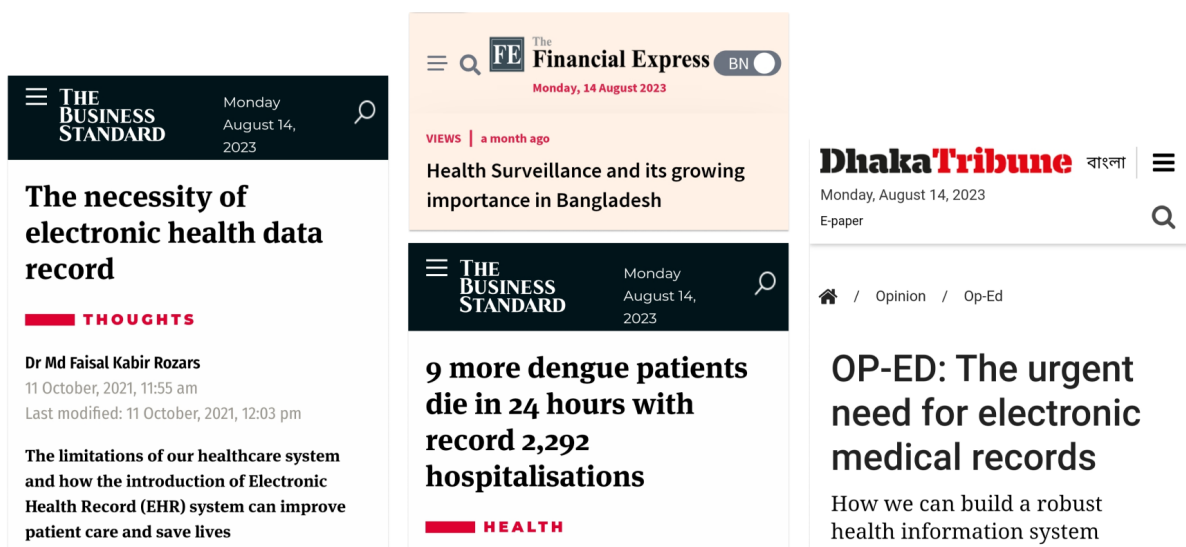 THE
BUSINESS
STANDARD
Monday
August 14,
2023
The necessity of
electronic health data
record
THOUGHTS
Dr Md Faisal Kabir Rozars
11 October, 2021, 11:55 am
Last modified: 11 October, 2021, 12:03 pm
The limitations of our healthcare system
and how the introduction of Electronic
Health Record (EHR) system can improve
patient care and save lives
FE
The
Financial Express
BN
Monday, 14 August 2023
VIEWS | a month ago
Health Surveillance and its growing
importance in Bangladesh
THE
BUSINESS
STANDARD
Monday
August 14,
2023
9 more dengue patients
die in 24 hours with
record 2,292
hospitalisations
HEALTH
DhakaTribune
বাংলা
Monday, August 14, 2023
E-paper
/ Opinion / Op-Ed
OP-ED: The urgent
need for electronic
medical records
How we can build a robust
health information system